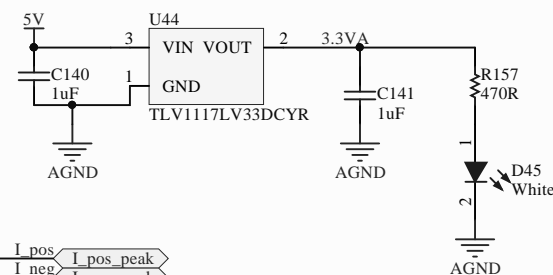 5V
U44
3
VIN VOUT
2
3.3VA
C140
1uF
1
GND
TLV1117LV33DCYR
C141
1uF
R157
470R
AGND
AGND
1
D45
White
2
AGND
I_pos
I_pos_peak
I_neg